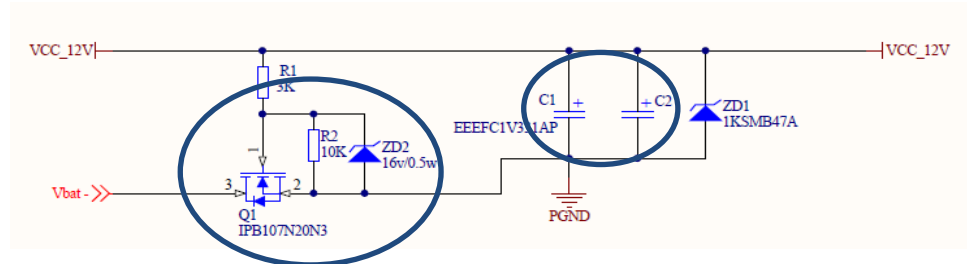 VCC_12V
VCC_12V
R1
3K
C1
C2
ZD1
1KSMB47A
EEEFC1V331AP
R2
10K
ZD2
16v/0.5w
1
Vbat -
3
2
Q1
IPB107N20N3
PGND